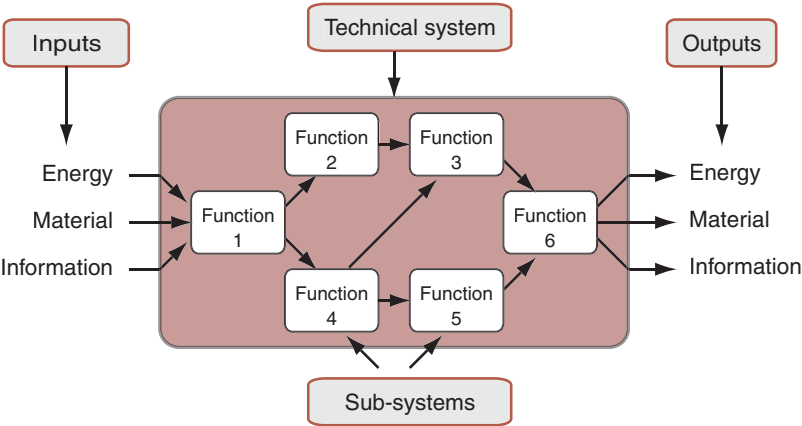 Technical system
Inputs
Outputs
Function
2
Function
3
Energy
Energy
Function
1
Function
6
Material
Material
Information
Information
Function
4
Function
5
Sub-systems